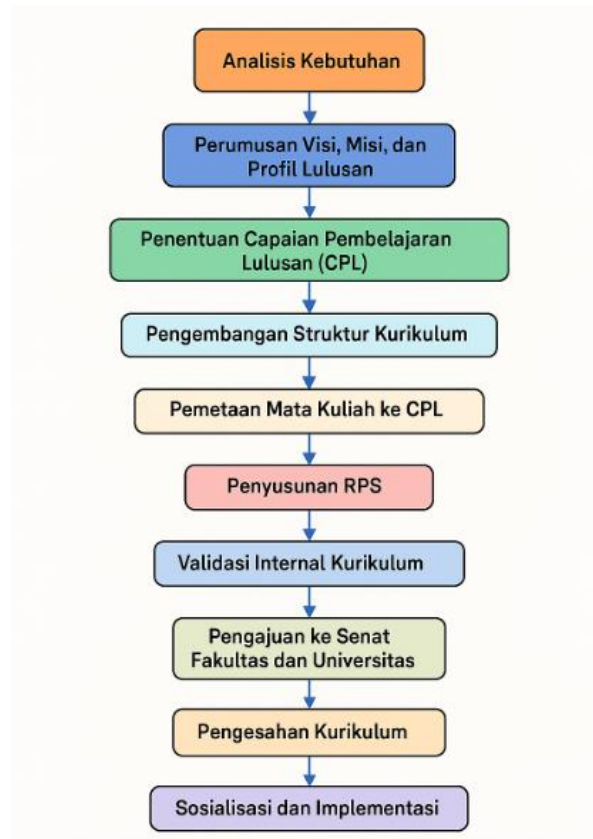 Analisis Kebutuhan
Perumusan Visi, Misi, dan
Profil Lulusan
Penentuan Capaian Pembelajaran
Lulusan (CPL)
Pengembangan Struktur Kurikulum
Pemetaan Mata Kuliah ke CPL
Penyusunan RPS
Validasi Internal Kurikulum
Pengajuan ke Senat
Fakultas dan Universitas
Pengesahan Kurikulum
Sosialisasi dan Implementasi